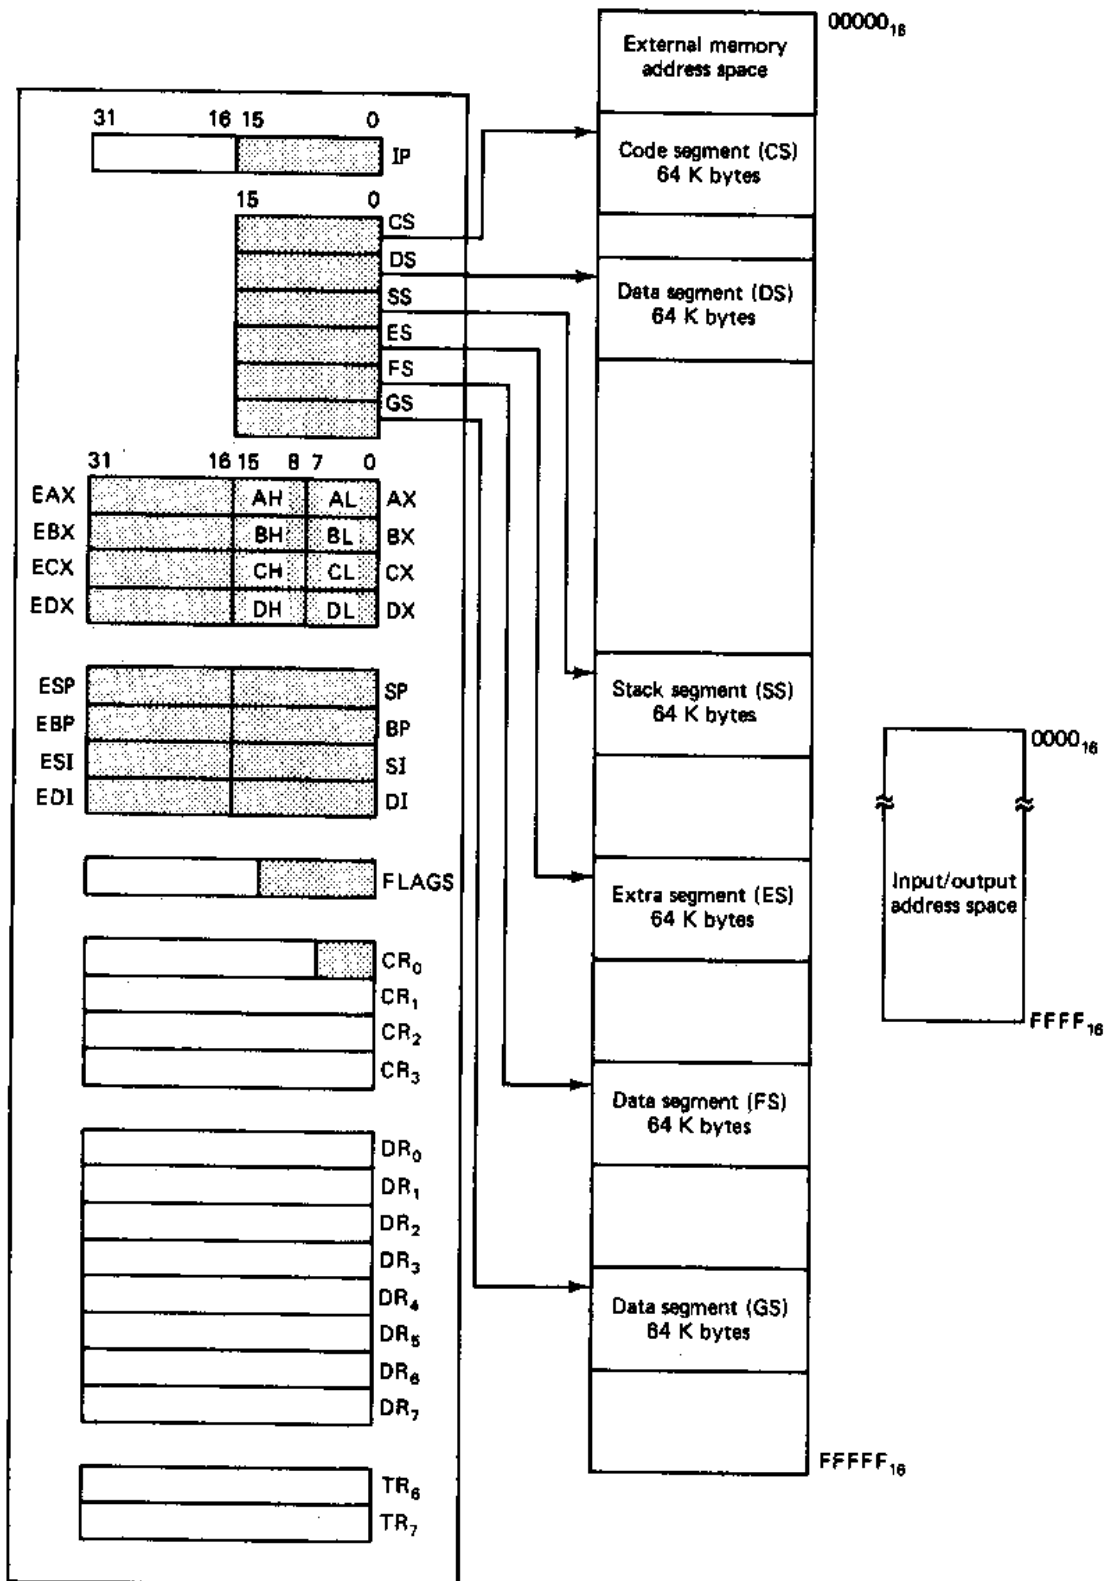 31 16 15 0
IP
15 0
CS
DS
SS
ES
FS
GS
31 16 15 8 7 0
EAX AH AL AX
EBX BH BL BX
ECX CH CL CX
EDX DH DL DX
ESP SP
EBP BP
ESI SI
EDI DI
FLAGS
CR₀
CR₁
CR₂
CR₃
DR₀
DR₁
DR₂
DR₃
DR₄
DR₅
DR₆
DR₇
TR₆
TR₇
00000₁₆
External memory
address space
Code segment (CS)
64 K bytes
Data segment (DS)
64 K bytes
Stack segment (SS)
64 K bytes
Extra segment (ES)
64 K bytes
Data segment (FS)
64 K bytes
Data segment (GS)
64 K bytes
FFFFF₁₆
0000₁₆
Input/output
address space
FFFF₁₆